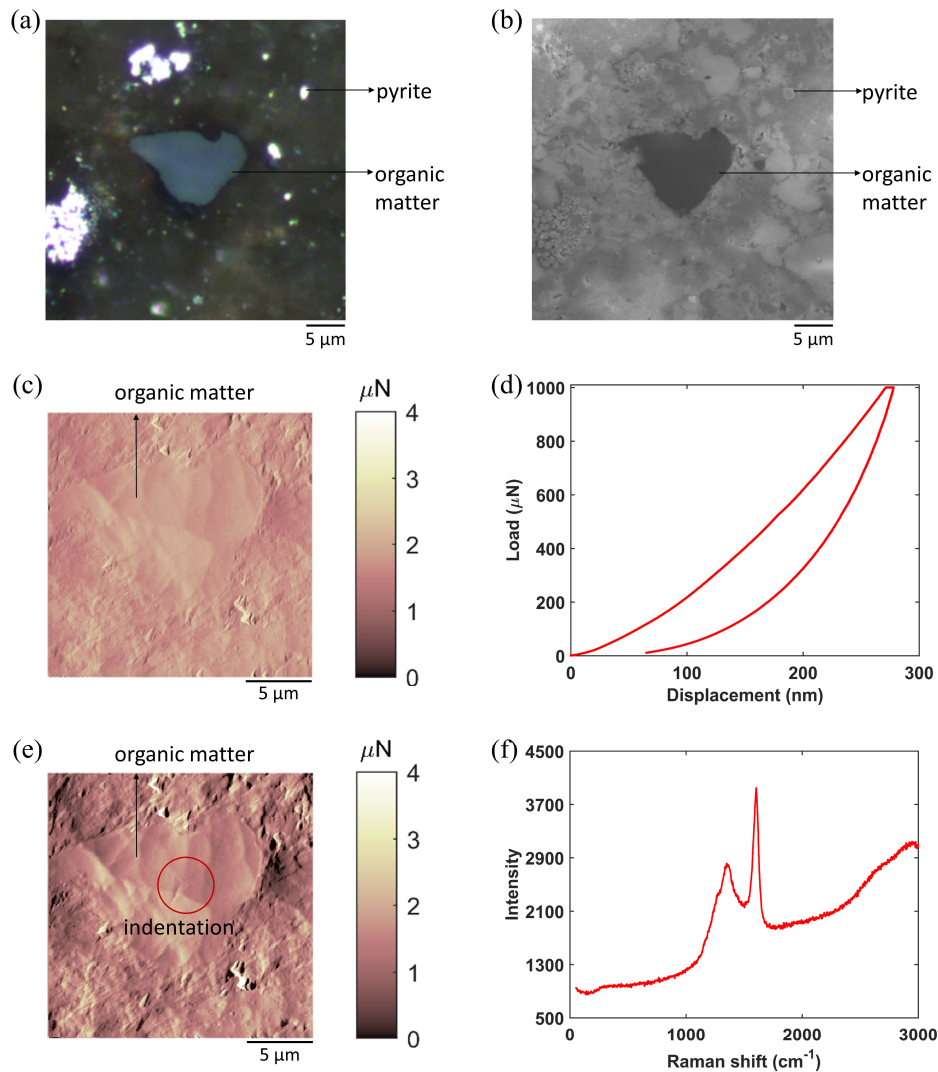 (a)
pyrite
organic
matter
5 μm
(b)
pyrite
organic
matter
5 μm
(c)
organic matter
μN
4
3
2
1
0
5 μm
(d)
1000
800
600
400
200
0
0 100 200 300
Load (μN)
Displacement (nm)
(e)
organic matter
indentation
μN
4
3
2
1
0
5 μm
(f)
4500
3700
2900
2100
1300
500
0 1000 2000 3000
Intensity
Raman shift (cm⁻¹)